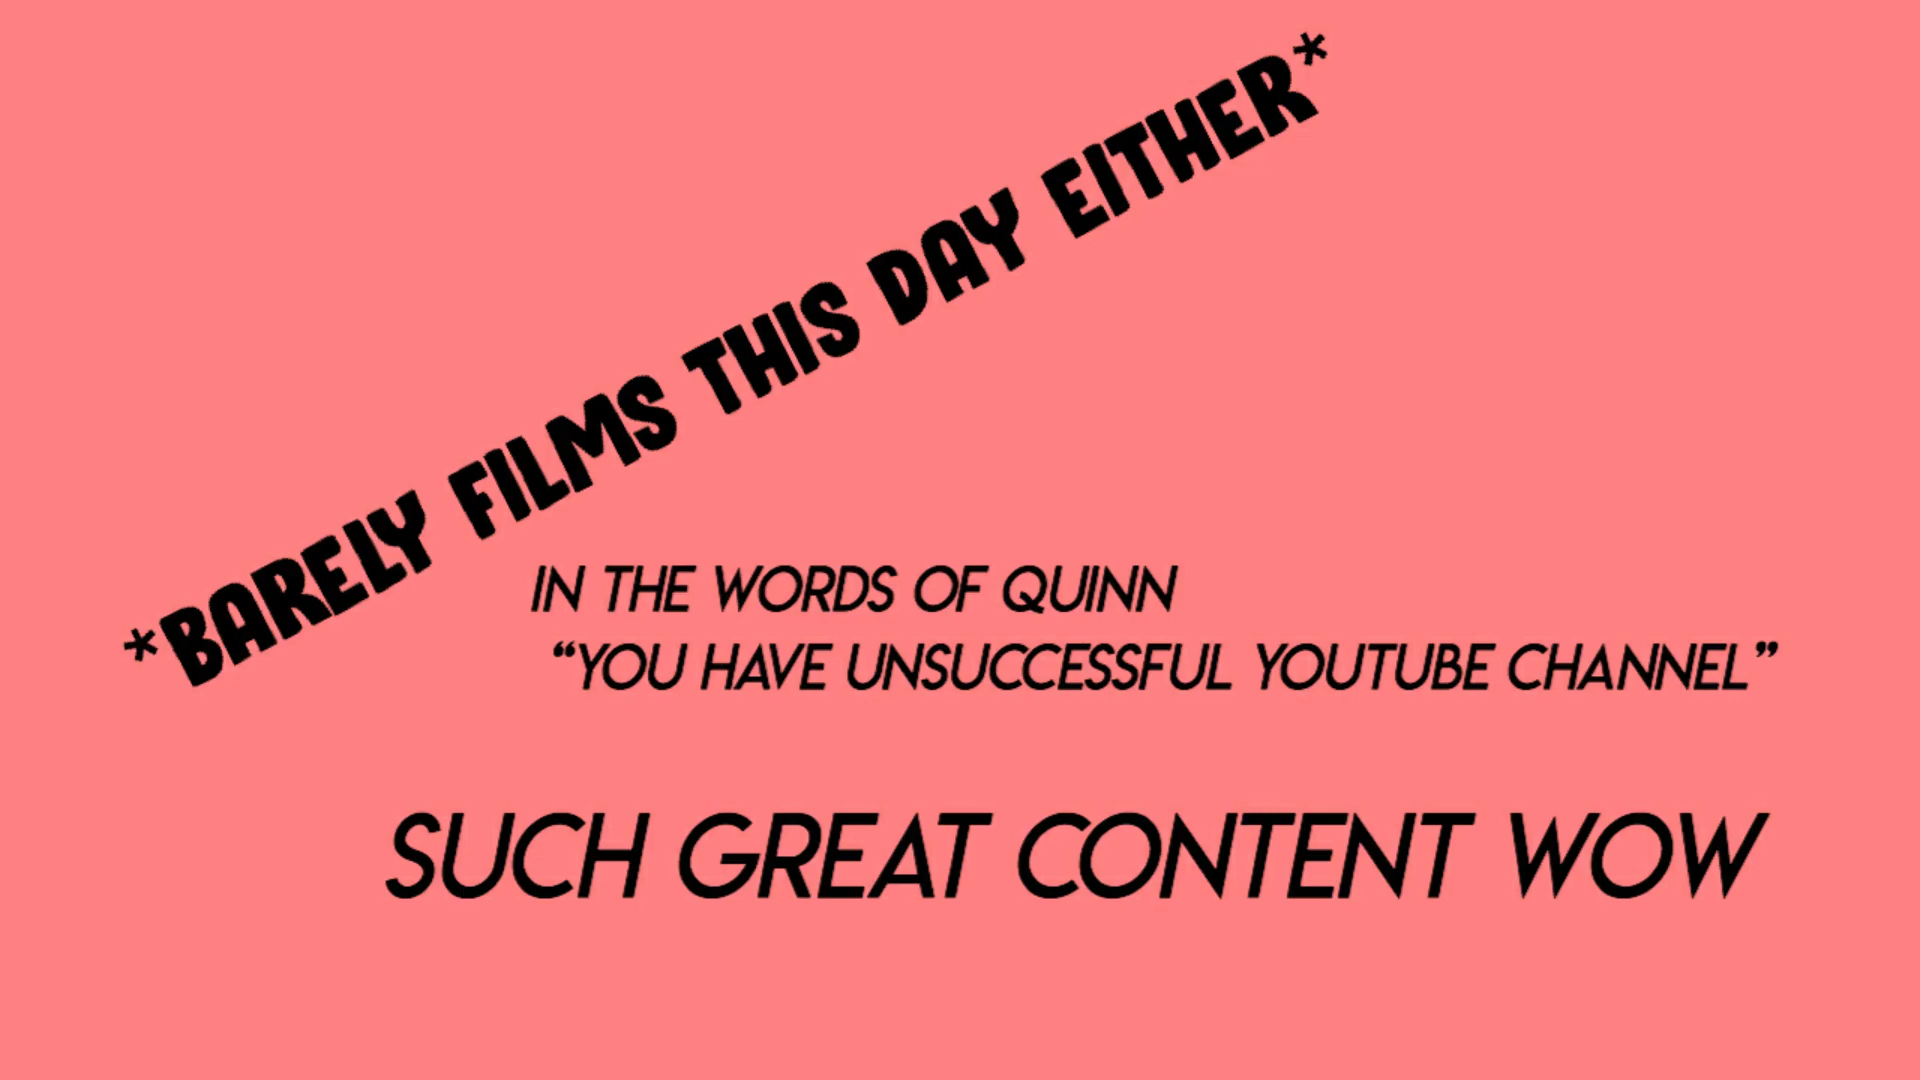 *BARELY FILMS THIS DAY EITHER*
IN THE WORDS OF QUINN
“YOU HAVE UNSUCCESSFUL YOUTUBE CHANNEL”
SUCH GREAT CONTENT WOW